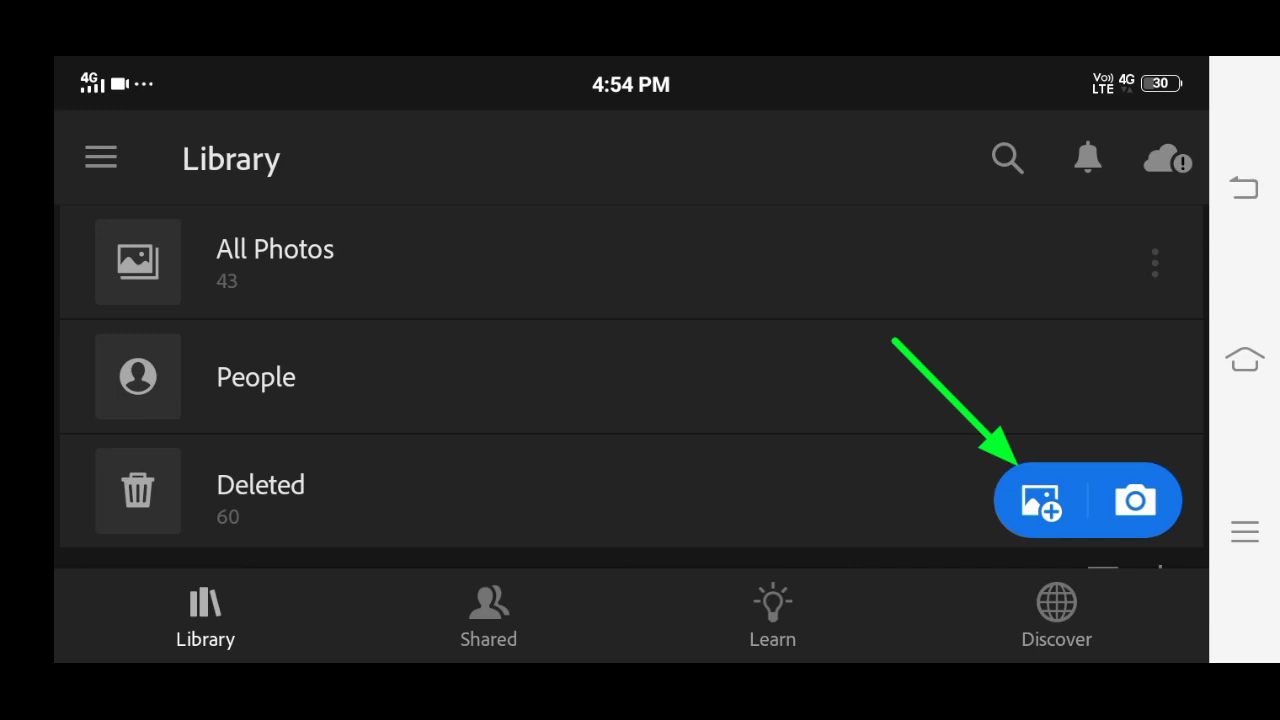 4G
4:54 PM
Vo)) LTE
4G
30
Library
All Photos
43
People
Deleted
60
Library
Shared
Learn
Discover